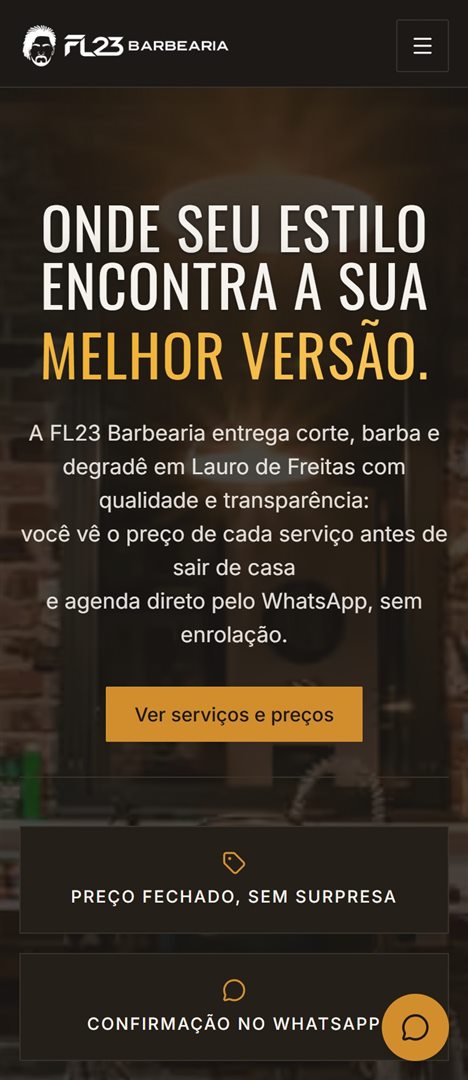 FL23 BARBEARIA
ONDE SEU ESTILO
ENCONTRA A SUA
MELHOR VERSÃO.
A FL23 Barbearia entrega corte, barba e
degradê em Lauro de Freitas com
qualidade e transparência:
você vê o preço de cada serviço antes de
sair de casa
e agenda direto pelo WhatsApp, sem
enrolação.
Ver serviços e preços
PREÇO FECHADO, SEM SURPRESA
CONFIRMAÇÃO NO WHATSAPP